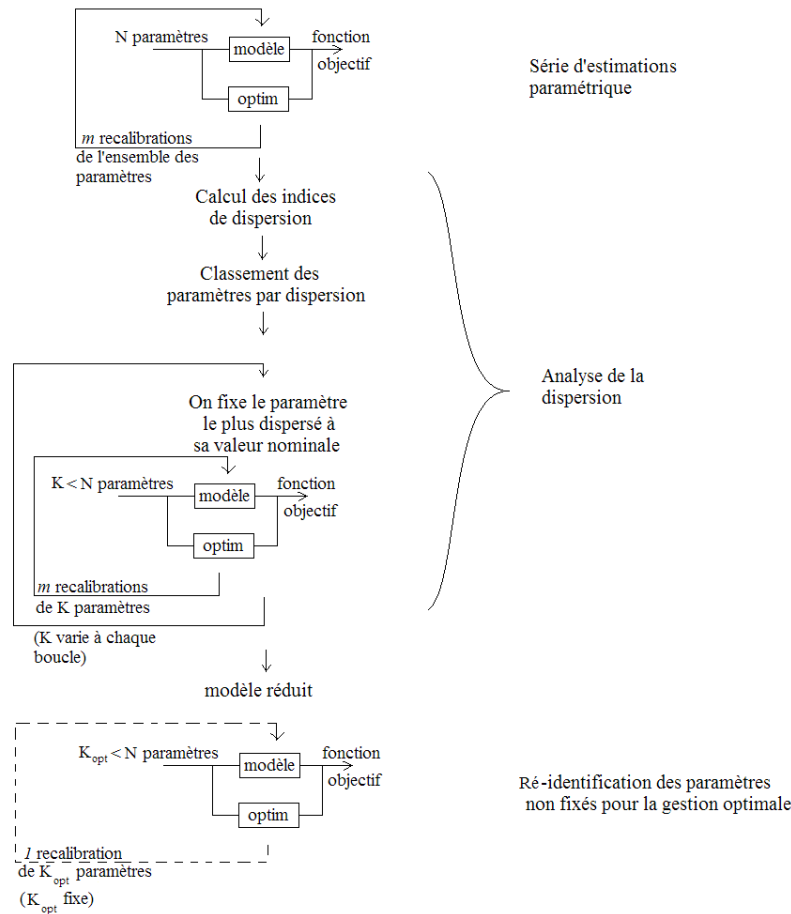 N paramètres
modèle
fonction
objectif
optim
m recalibrations
de l'ensemble des
paramètres
Série d'estimations
paramétrique
Calcul des indices
de dispersion
Classement des
paramètres par dispersion
On fixe le paramètre
le plus dispersé à
sa valeur nominale
Analyse de la
dispersion
K < N paramètres
modèle
fonction
objectif
optim
m recalibrations
de K paramètres
(K varie à chaque
boucle)
modèle réduit
Kopt < N paramètres
modèle
fonction
objectif
optim
1 recalibration
de Kopt paramètres
(Kopt fixe)
Ré-identification des paramètres
non fixés pour la gestion optimale